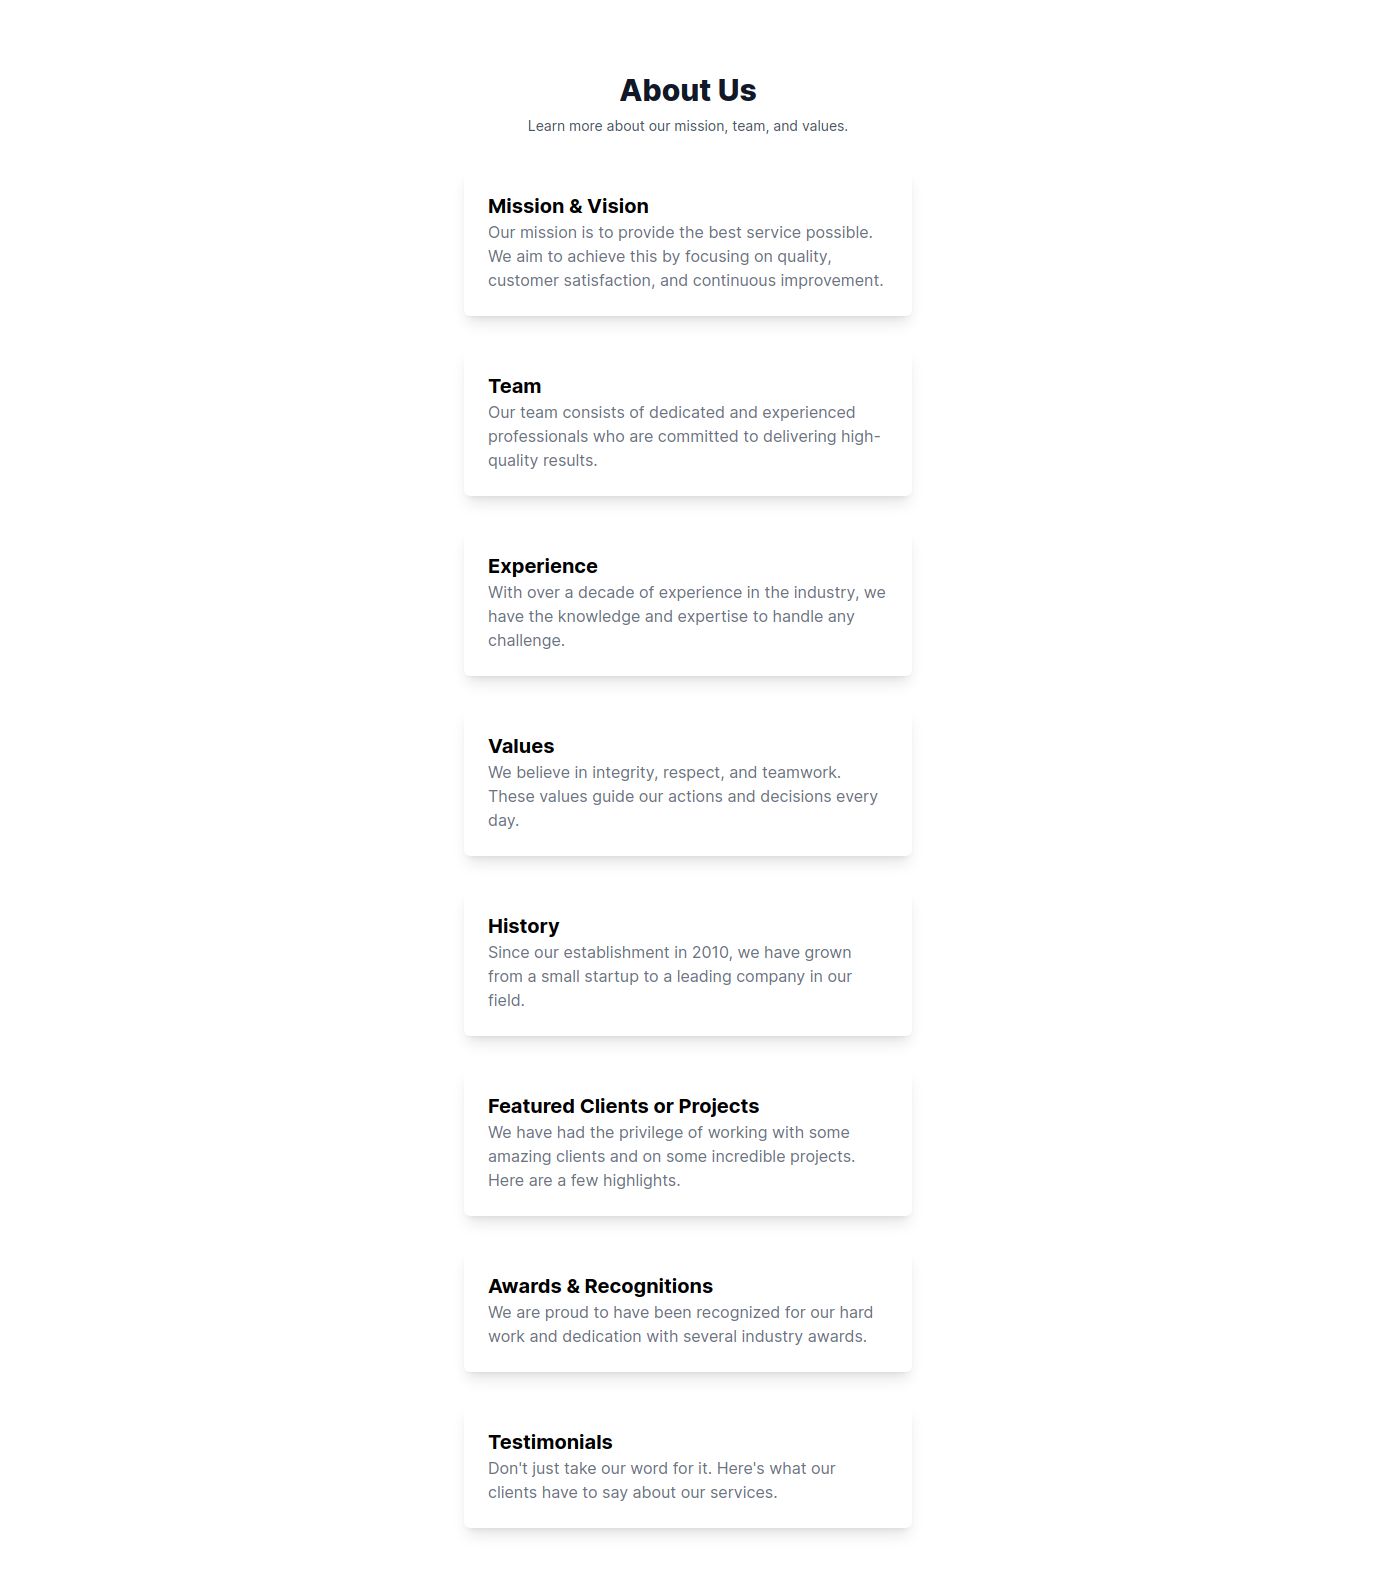 About Us
Learn more about our mission, team, and values.
Mission & Vision
Our mission is to provide the best service possible.
We aim to achieve this by focusing on quality,
customer satisfaction, and continuous improvement.
Team
Our team consists of dedicated and experienced
professionals who are committed to delivering high-
quality results.
Experience
With over a decade of experience in the industry, we
have the knowledge and expertise to handle any
challenge.
Values
We believe in integrity, respect, and teamwork.
These values guide our actions and decisions every
day.
History
Since our establishment in 2010, we have grown
from a small startup to a leading company in our
field.
Featured Clients or Projects
We have had the privilege of working with some
amazing clients and on some incredible projects.
Here are a few highlights.
Awards & Recognitions
We are proud to have been recognized for our hard
work and dedication with several industry awards.
Testimonials
Don't just take our word for it. Here's what our
clients have to say about our services.